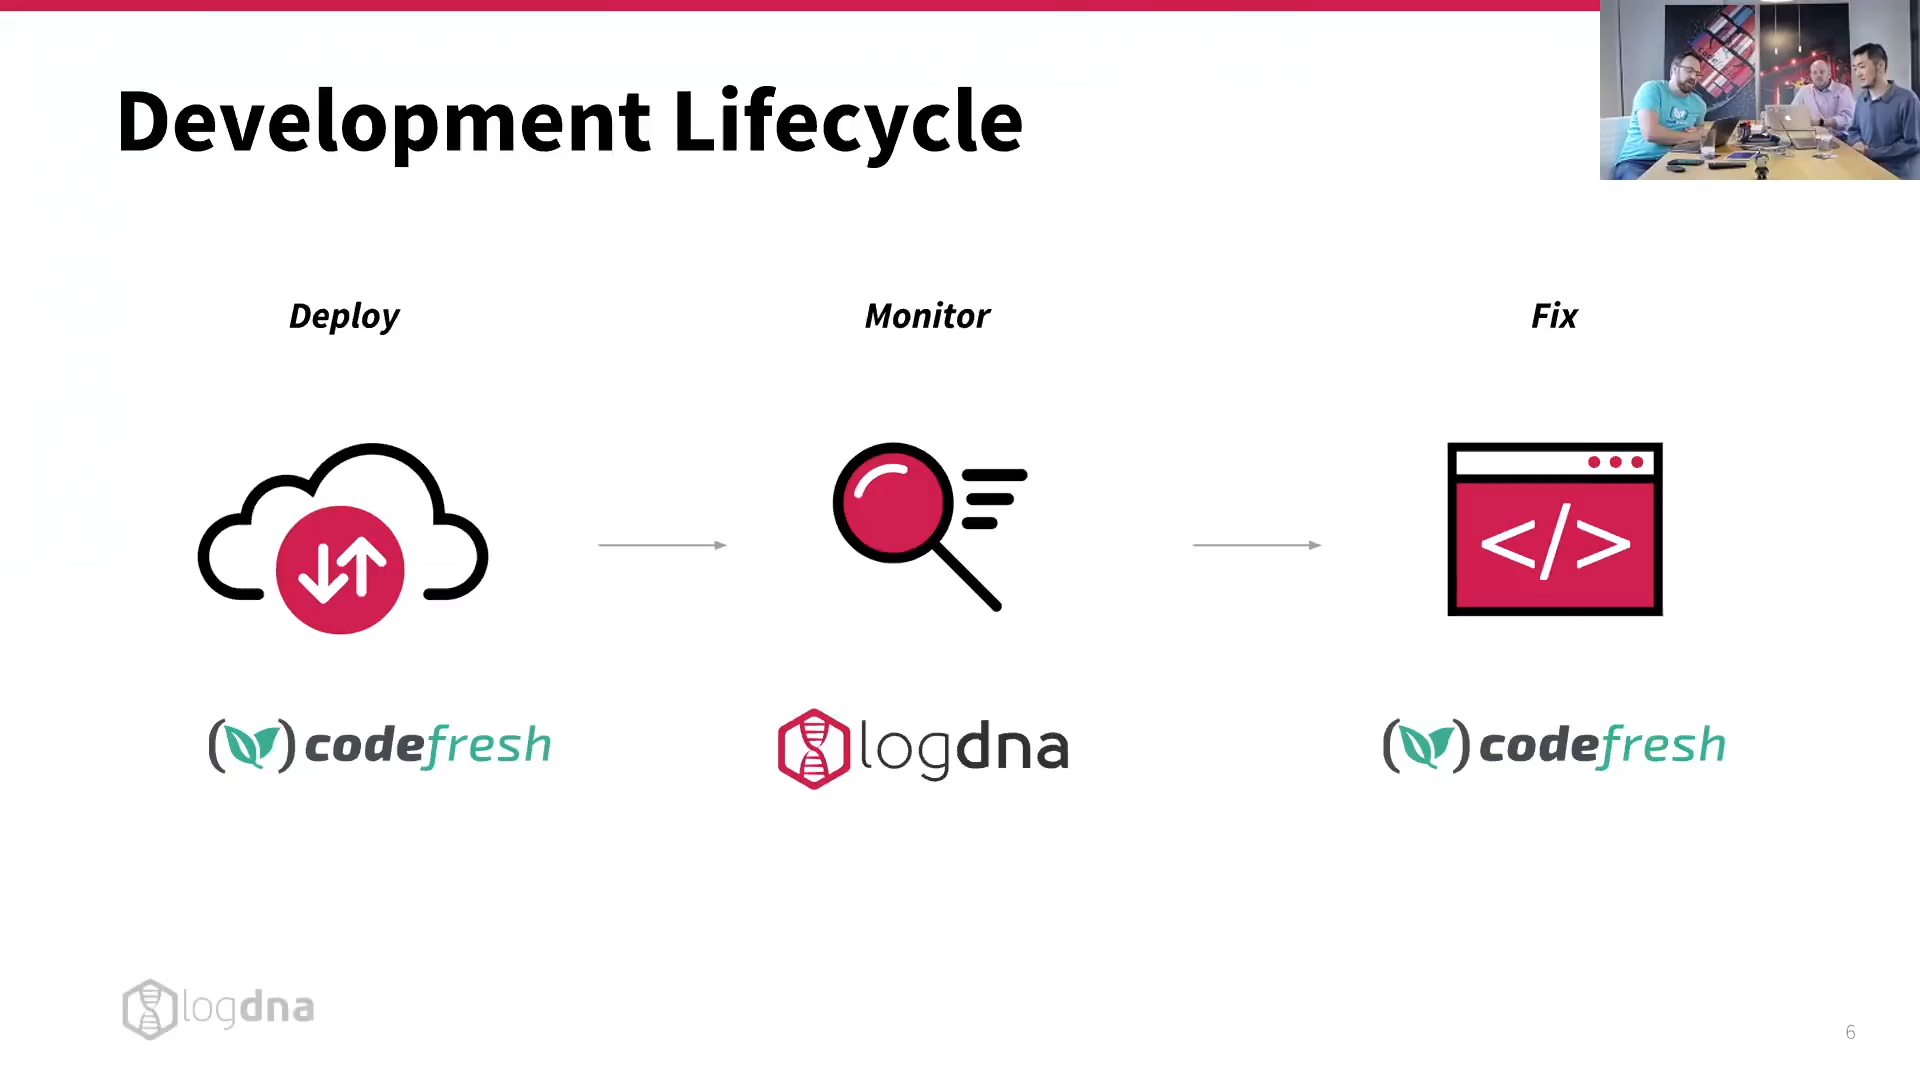 Development Lifecycle
Deploy
Monitor
Fix
</>
codefresh
logdna
codefresh
logdna
6